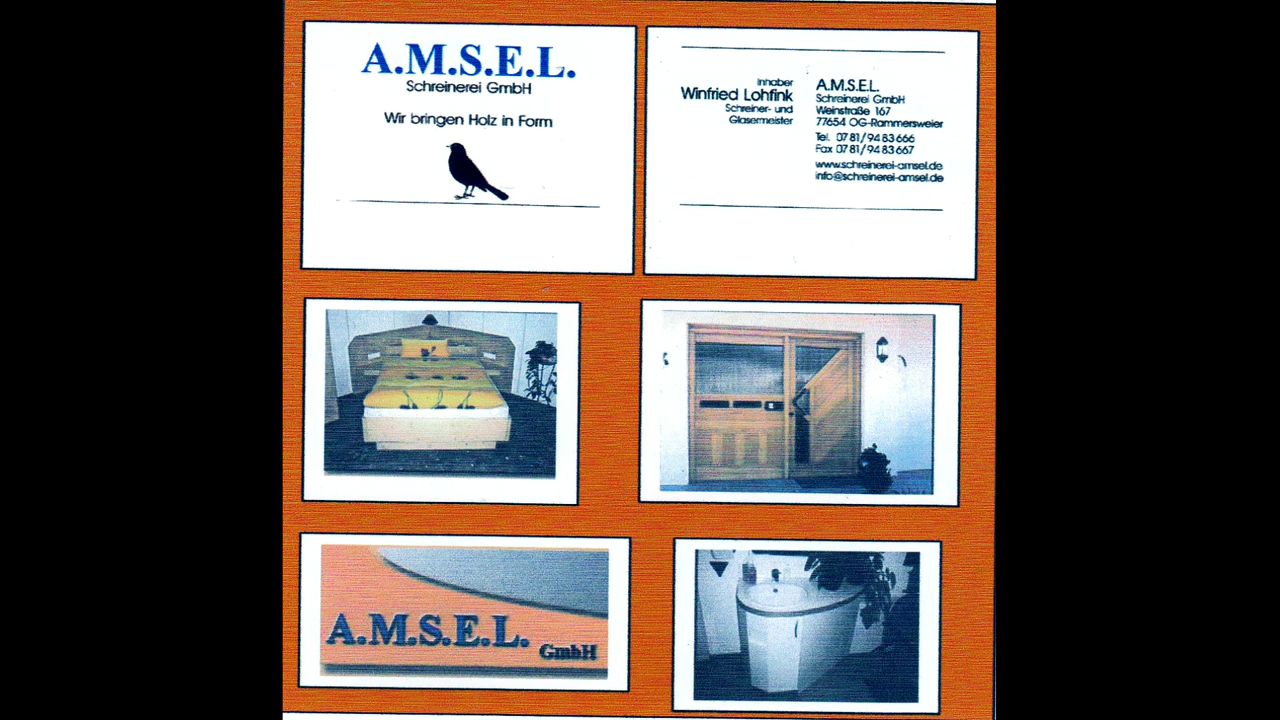 A.M.S.E.L.
Schreinerei GmbH
Wir bringen Holz in Form
Inhaber
Winfried Lohfink
Schreiner- und
Glasermeister
A.M.S.E.L.
Schreinerei GmbH
Weinstraße 167
77654 OG-Rammersweier
Tel. 07 81/94 83 666
Fax 07 81/94 83 667
www.schreinerei-amsel.de
info@schreinerei-amsel.de
A.M.S.E.L.
GmbH